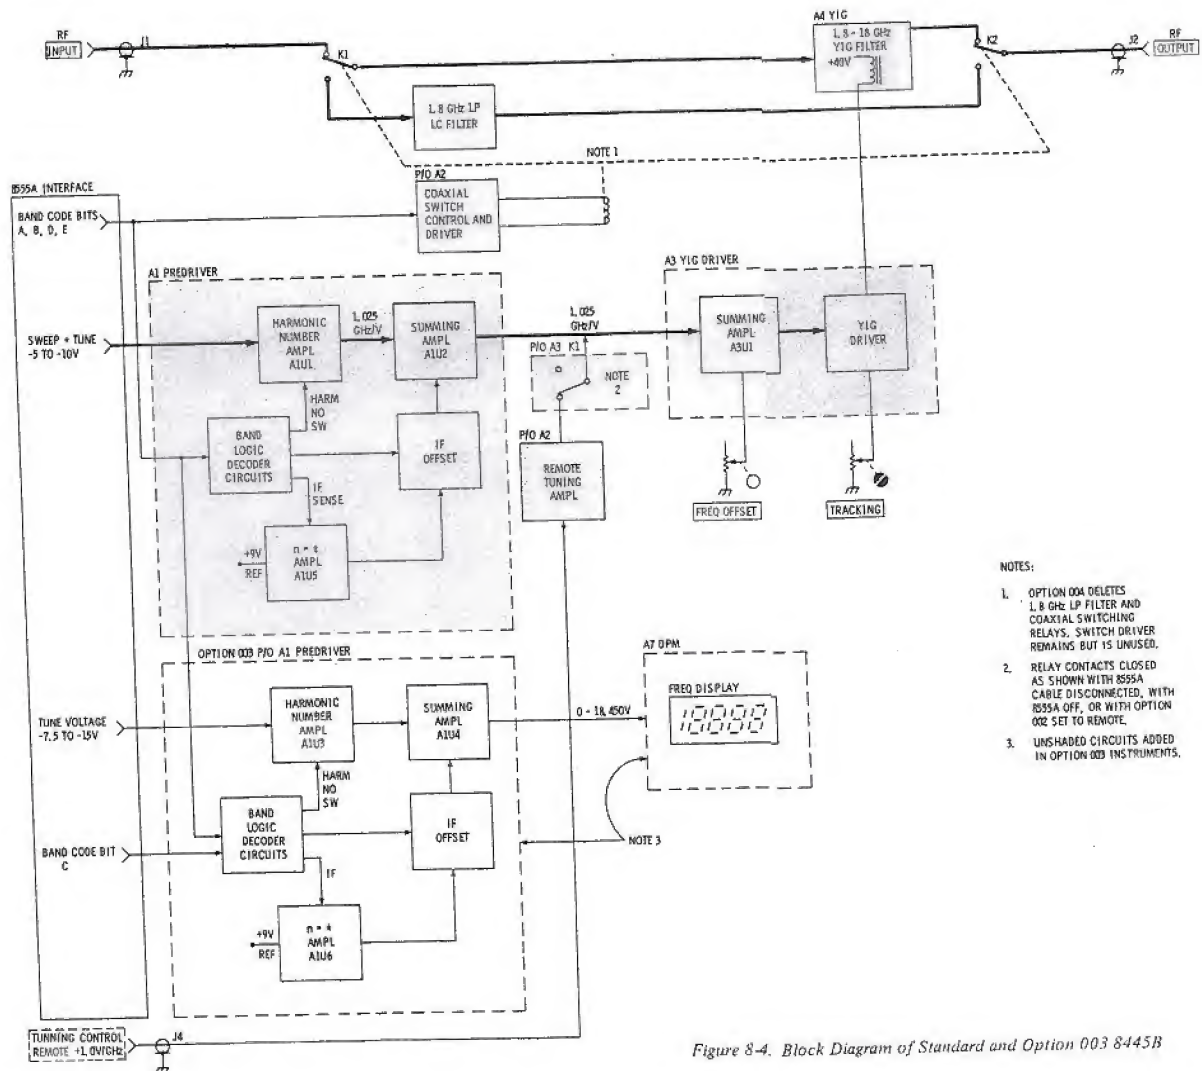 RF
INPUT
J1
K1
A4 YIG
1.8 - 18 GHz
YIG FILTER
+40V
K2
J2
RF
OUTPUT
1.8 GHz LP
LC FILTER
NOTE 1
8555A INTERFACE
BAND CODE BITS
A, B, D, E
P/O A2
COAXIAL
SWITCH
CONTROL AND
DRIVER
A1 PREDRIVER
SWEEP + TUNE
-5 TO -10V
HARMONIC
NUMBER
AMPL
A1U1
1.025
GHz/V
SUMMING
AMPL
A1U2
HARM
NO
SW
BAND
LOGIC
DECODER
CIRCUITS
IF
OFFSET
IF
SENSE
+9V
REF
AMPL
A1U5
1.025
GHz/V
P/O A3 K1
NOTE
2
P/O A2
REMOTE
TUNING
AMPL
A3 YIG DRIVER
SUMMING
AMPL
A3U1
YIG
DRIVER
FREQ OFFSET
TRACKING
OPTION 003 P/O A1 PREDRIVER
TUNE VOLTAGE
-7.5 TO -15V
HARMONIC
NUMBER
AMPL
A1U3
SUMMING
AMPL
A1U4
0 - 18.450V
A7 DPM
FREQ DISPLAY
HARM
NO
SW
BAND CODE BIT
C
BAND
LOGIC
DECODER
CIRCUITS
IF
OFFSET
NOTE 3
IF
+9V
REF
AMPL
A1U6
TUNNING CONTROL
REMOTE +1.0V/GHz
J4
NOTES:
1. OPTION 004 DELETES
1.8 GHz LP FILTER AND
COAXIAL SWITCHING
RELAYS. SWITCH DRIVER
REMAINS BUT IS UNUSED.
2. RELAY CONTACTS CLOSED
AS SHOWN WITH 8555A
CABLE DISCONNECTED, WITH
8555A OFF, OR WITH OPTION
002 SET TO REMOTE.
3. UNSHADED CIRCUITS ADDED
IN OPTION 003 INSTRUMENTS.
Figure 8-4. Block Diagram of Standard and Option 003 8445B